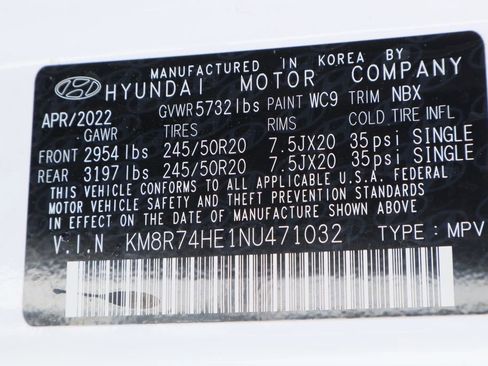 MANUFACTURED IN KOREA BY
HYUNDAI MOTOR COMPANY
APR/2022 GVWR 5732 lbs PAINT WC9 TRIM NBX
GAWR TIRES RIMS COLD TIRE INFL
FRONT 2954 lbs 245/50R20 7.5JX20 35psi SINGLE
REAR 3197 lbs 245/50R20 7.5JX20 35psi SINGLE
THIS VEHICLE CONFORMS TO ALL APPLICABLE U.S.A. FEDERAL
MOTOR VEHICLE SAFETY AND THEFT PREVENTION STANDARDS
IN EFFECT ON THE DATE OF MANUFACTURE SHOWN ABOVE.
V.I.N KM8R74HE1NU471032 TYPE : MPV